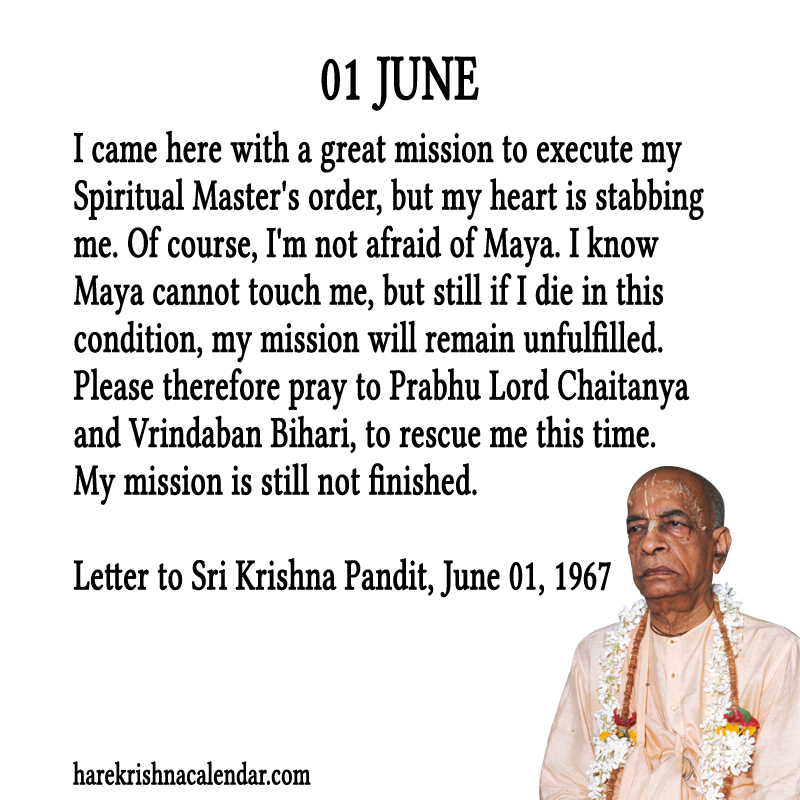 01 JUNE
I came here with a great mission to execute my
Spiritual Master's order, but my heart is stabbing
me. Of course, I'm not afraid of Maya. I know
Maya cannot touch me, but still if I die in this
condition, my mission will remain unfulfilled.
Please therefore pray to Prabhu Lord Chaitanya
and Vrindaban Bihari, to rescue me this time.
My mission is still not finished.
Letter to Sri Krishna Pandit, June 01, 1967
harekrishnacalendar.com